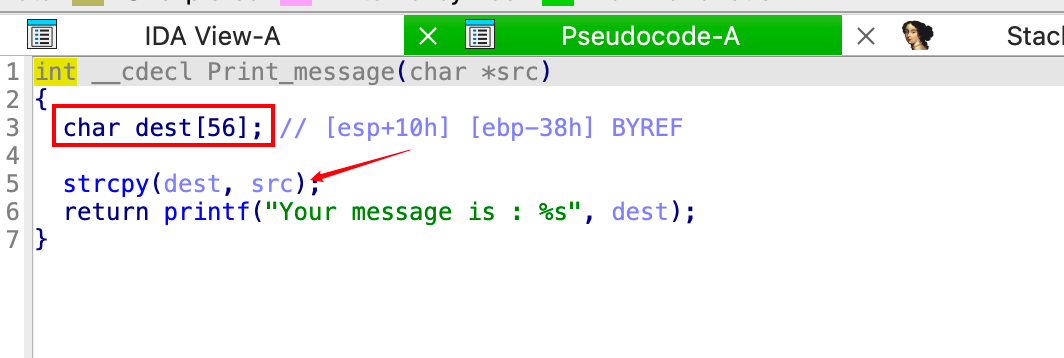 IDA View-A Pseudocode-A Stac
1 int __cdecl Print_message(char *src)
2 {
3 char dest[56]; // [esp+10h] [ebp-38h] BYREF
4
5 strcpy(dest, src);
6 return printf("Your message is : %s", dest);
7 }